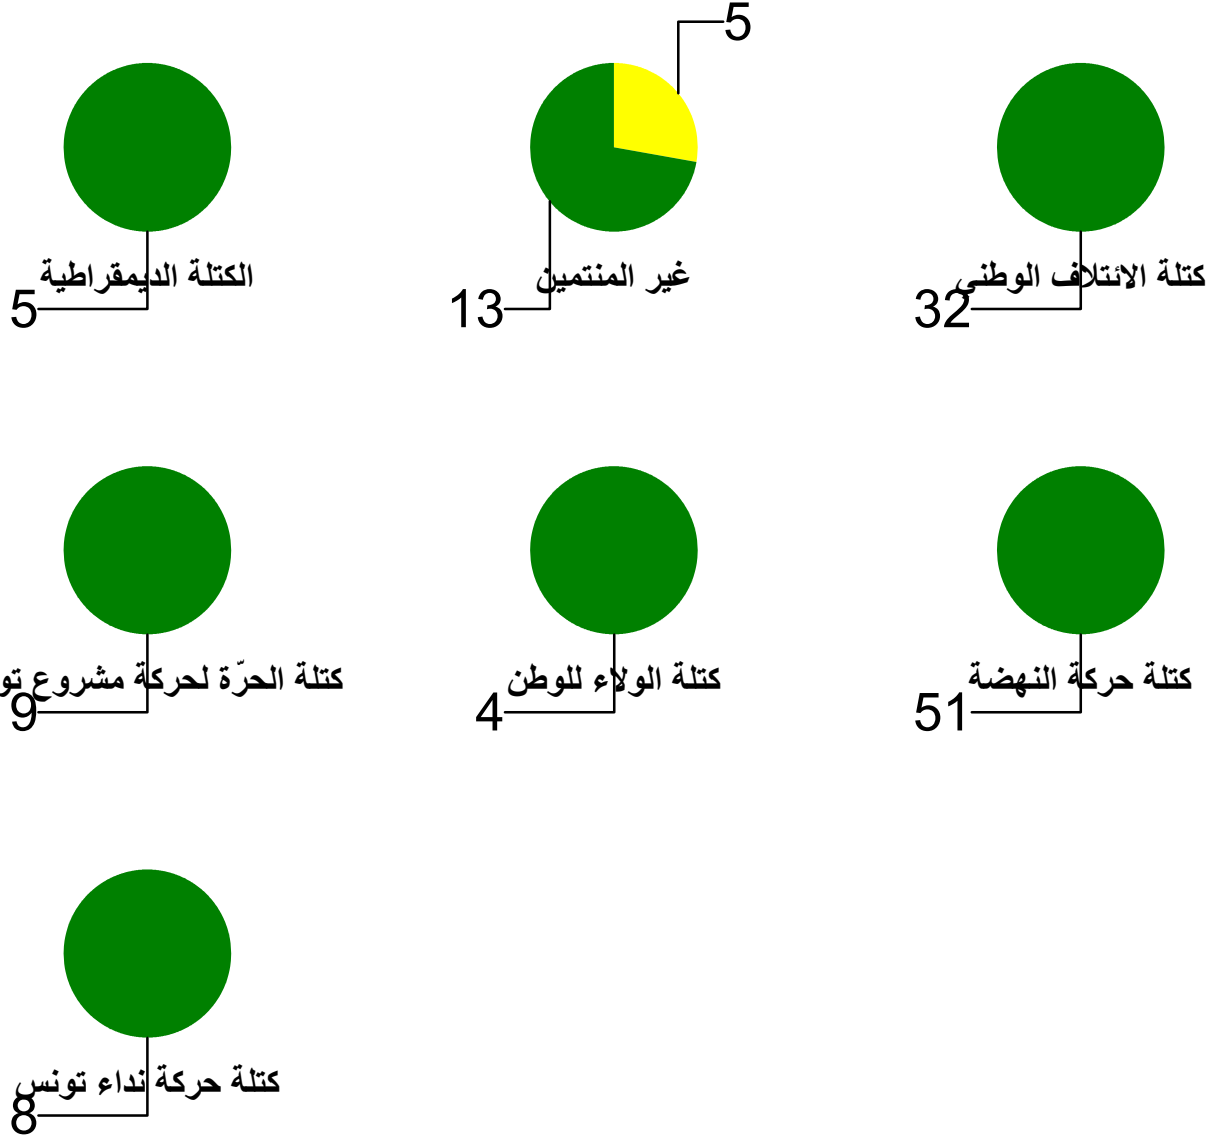 5
الكتلة الديمقراطية
5
غير المنتمين
13
كتلة الائتلاف الوطني
32
كتلة الحرّة لحركة مشروع تو
9
كتلة الولاء للوطن
4
كتلة حركة النهضة
51
كتلة حركة نداء تونس
8